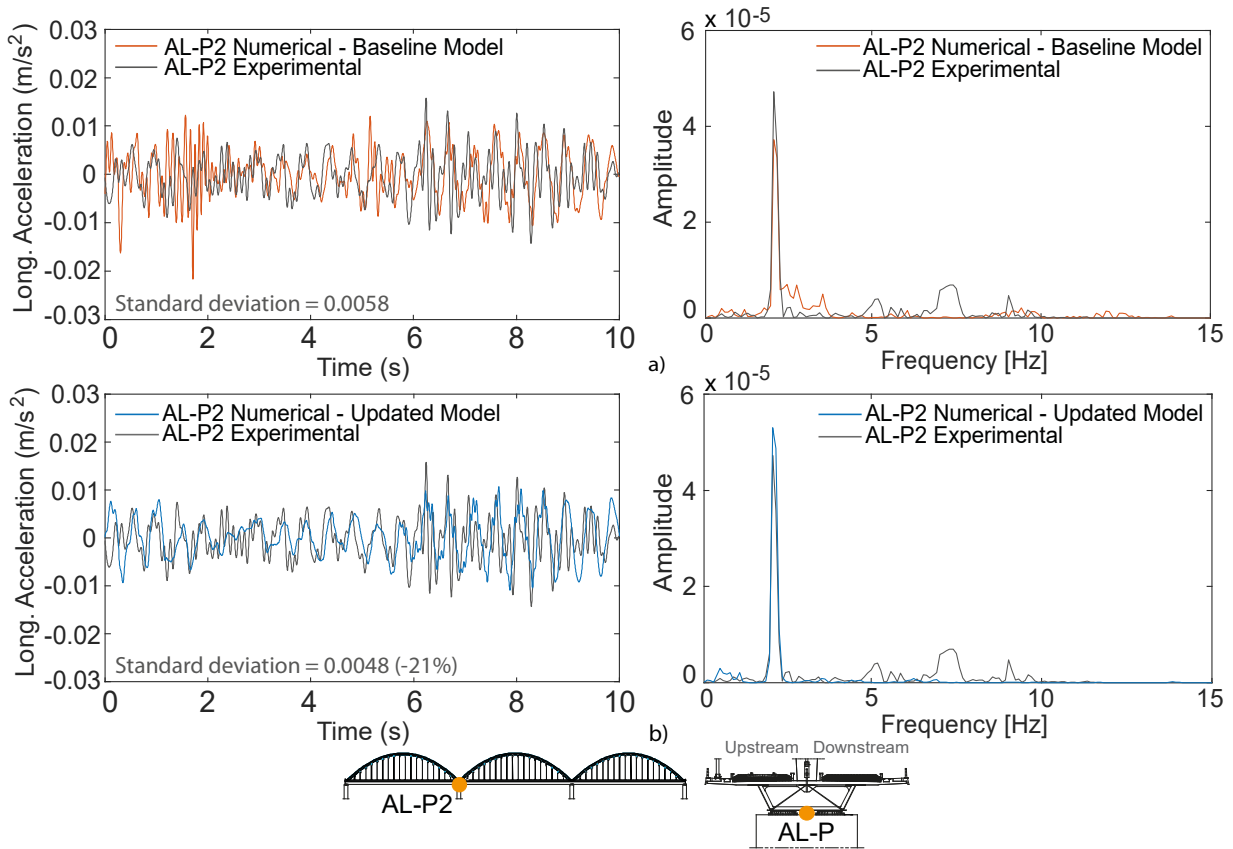 0.03
0.02
0.01
0
-0.01
-0.02
-0.03
Long. Acceleration (m/s²)
AL-P2 Numerical - Baseline Model
AL-P2 Experimental
Standard deviation = 0.0058
0 2 4 6 8 10
Time (s)
6 x 10-5
4
2
0
Amplitude
AL-P2 Numerical - Baseline Model
AL-P2 Experimental
0 5 10 15
Frequency [Hz]
a)
0.03
0.02
0.01
0
-0.01
-0.02
-0.03
Long. Acceleration (m/s²)
AL-P2 Numerical - Updated Model
AL-P2 Experimental
Standard deviation = 0.0048 (-21%)
0 2 4 6 8 10
Time (s)
6 x 10-5
4
2
0
Amplitude
AL-P2 Numerical - Updated Model
AL-P2 Experimental
0 5 10 15
Frequency [Hz]
b)
AL-P2
Upstream Downstream
AL-P